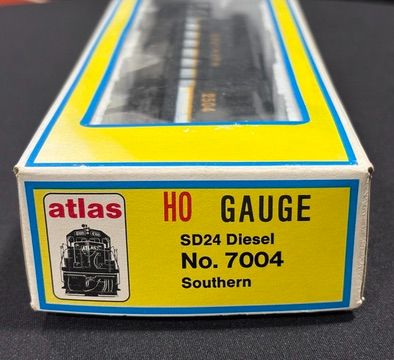 atlas
HO GAUGE
SD24 Diesel
No. 7004
Southern